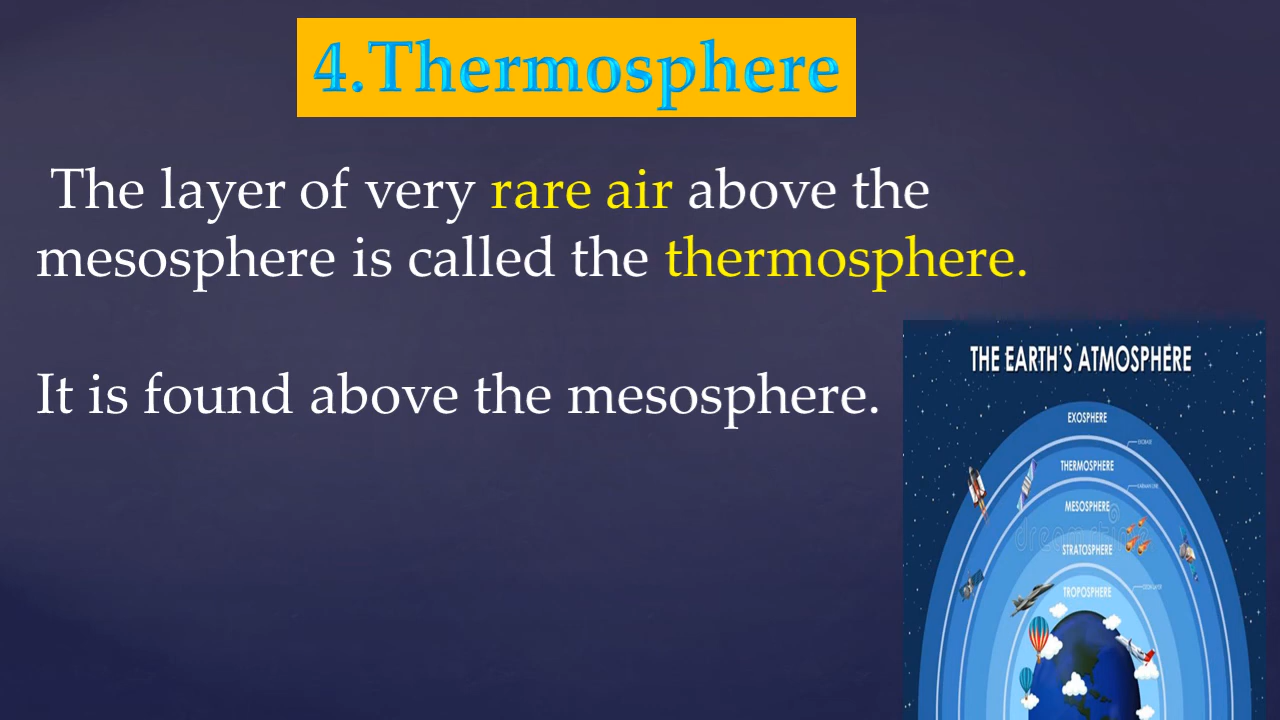 4.Thermosphere
The layer of very rare air above the
mesosphere is called the thermosphere.
It is found above the mesosphere.
THE EARTH'S ATMOSPHERE
EXOSPHERE
THERMOSPHERE
MESOSPHERE
dreamstime
STRATOSPHERE
TROPOSPHERE